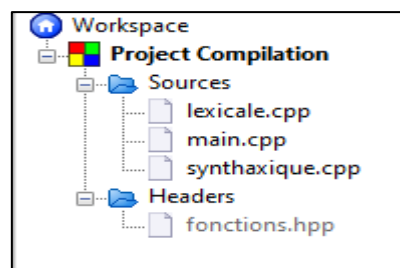 Workspace
Project Compilation
Sources
lexicale.cpp
main.cpp
synthaxique.cpp
Headers
fonctions.hpp